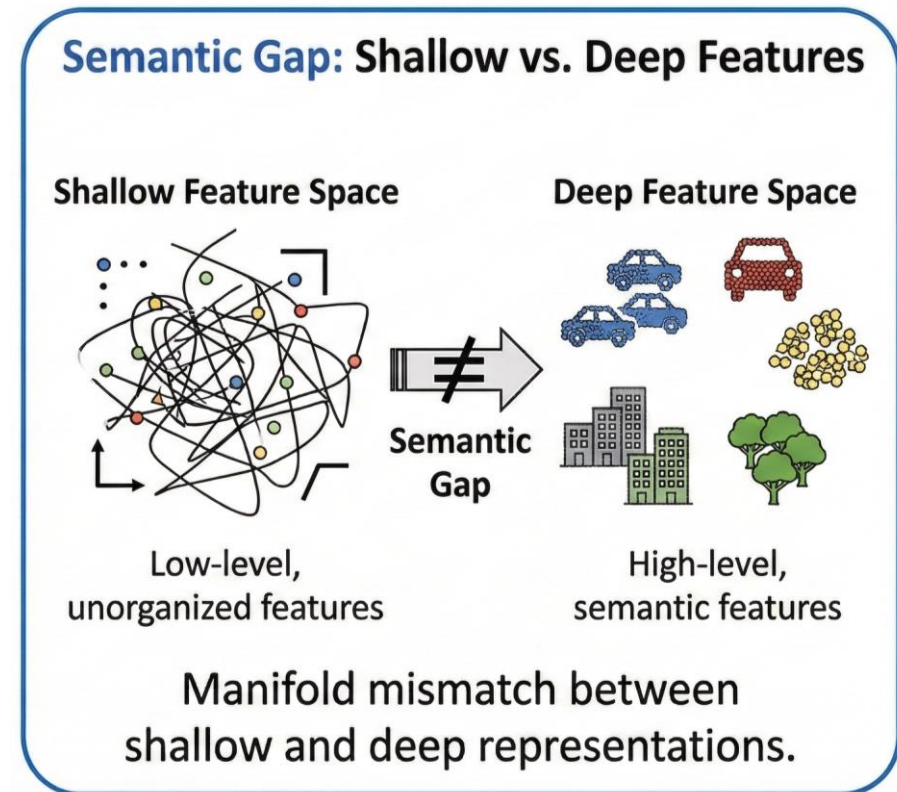 Semantic Gap: Shallow vs. Deep Features
Shallow Feature Space
Deep Feature Space
≠
Semantic
Gap
Low-level,
unorganized features
High-level,
semantic features
Manifold mismatch between
shallow and deep representations.